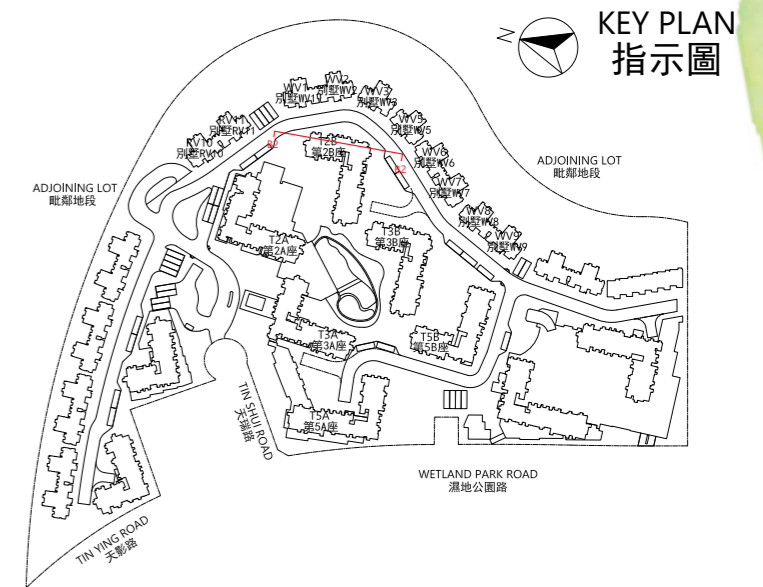 N
KEY PLAN
指示圖
WV1
別墅WV1
WV2
別墅WV2
WV3
別墅WV3
RV11
別墅RV11
WV5
別墅WV5
RV10
別墅RV10
T2B
第2B座
B2
B2
WV6
別墅WV6
ADJOINING LOT
毗鄰地段
WV7
別墅WV7
ADJOINING LOT
毗鄰地段
WV8
別墅WV8
WV9
別墅WV9
T2A
第2A座
T3B
第3B座
T3A
第3A座
T5B
第5B座
T5A
第5A座
TIN SHUI ROAD
天瑞路
WETLAND PARK ROAD
濕地公園路
TIN YING ROAD
天影路